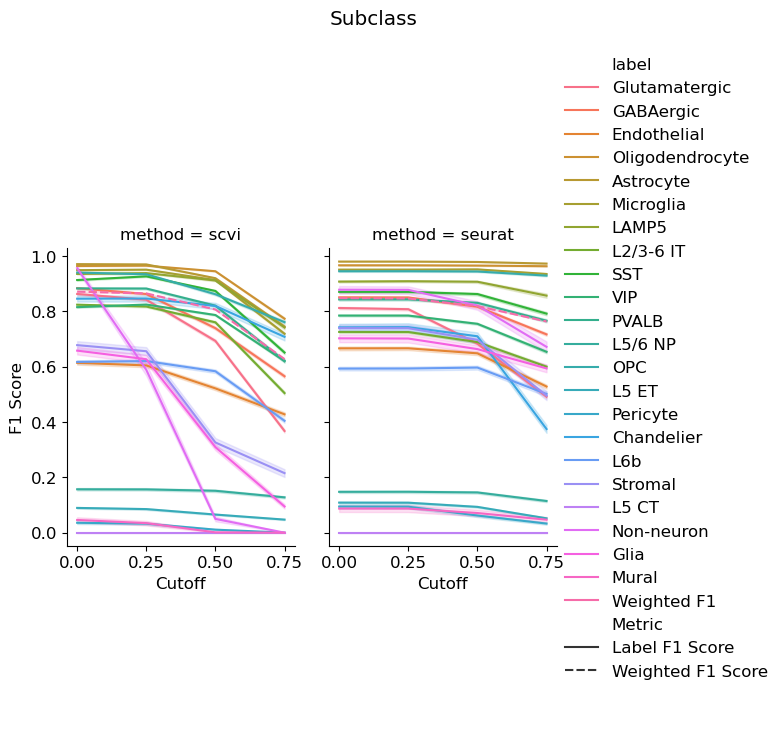 Subclass
label
Glutamatergic
GABAergic
Endothelial
Oligodendrocyte
Astrocyte
Microglia
LAMP5
L2/3-6 IT
SST
VIP
PVALB
L5/6 NP
OPC
L5 ET
Pericyte
Chandelier
L6b
Stromal
L5 CT
Non-neuron
Glia
Mural
Weighted F1
Metric
Label F1 Score
Weighted F1 Score
method = scvi
method = seurat
F1 Score
1.0
0.8
0.6
0.4
0.2
0.0
0.00 0.25 0.50 0.75
0.00 0.25 0.50 0.75
Cutoff
Cutoff